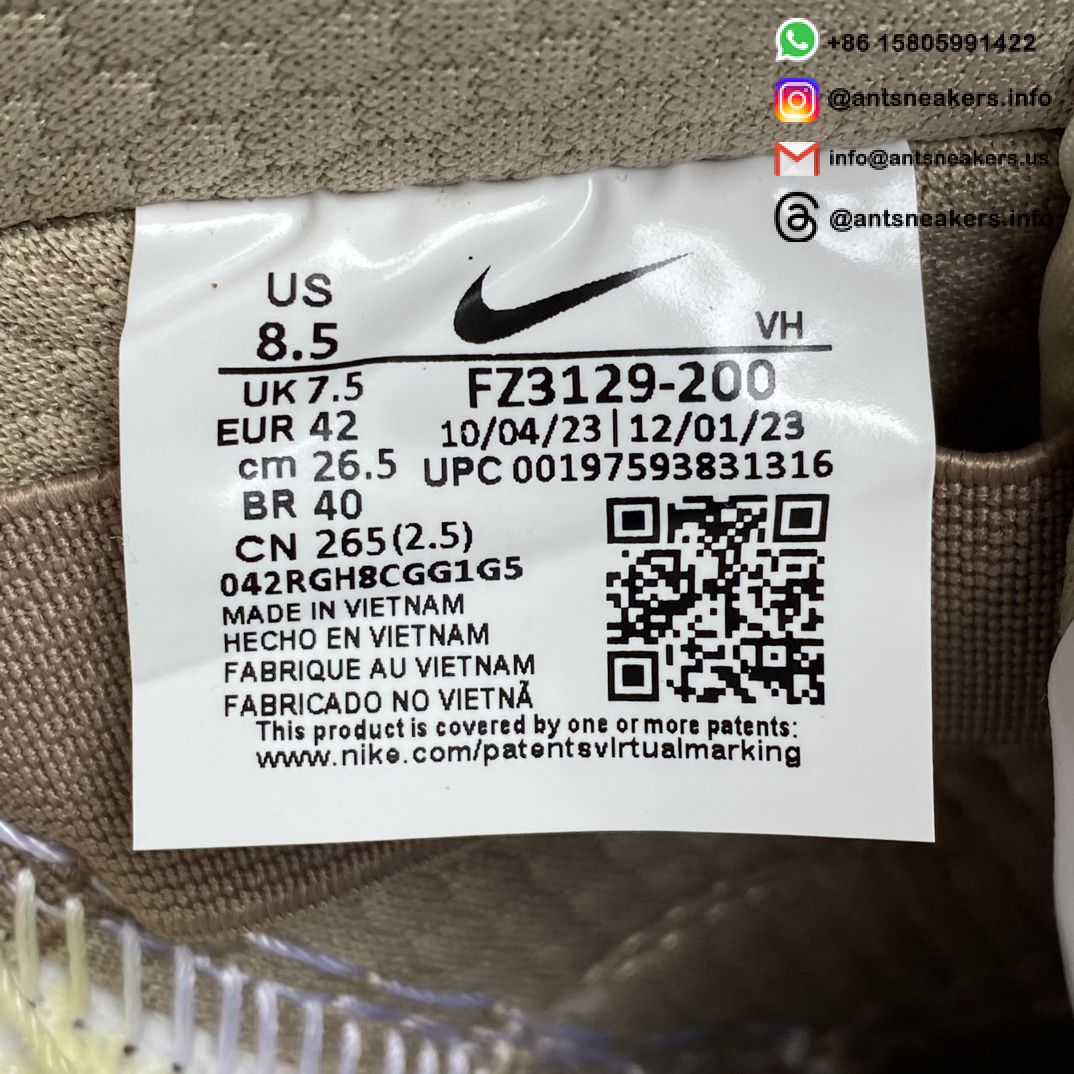 +86 15805991422
@antsneakers.info
info@antsneakers.us
@antsneakers.info
US
8.5
VH
UK 7.5
FZ3129-200
EUR 42
10/04/23|12/01/23
cm 26.5
UPC 00197593831316
BR 40
CN 265(2.5)
042RGH8CGG1G5
MADE IN VIETNAM
HECHO EN VIETNAM
FABRIQUE AU VIETNAM
FABRICADO NO VIETNÃ
This product is covered by one or more patents:
www.nike.com/patentsvlrtualmarking